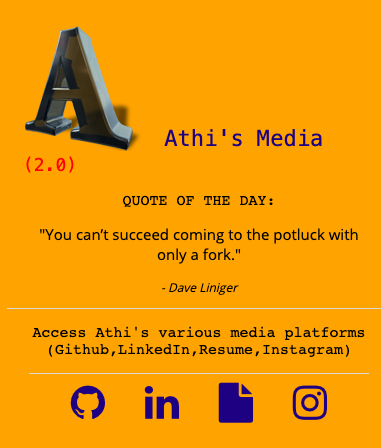 A
Athi's Media
(2.0)
QUOTE OF THE DAY:
"You can’t succeed coming to the potluck with
only a fork."
- Dave Liniger
Access Athi's various media platforms
(Github,LinkedIn,Resume,Instagram)
in